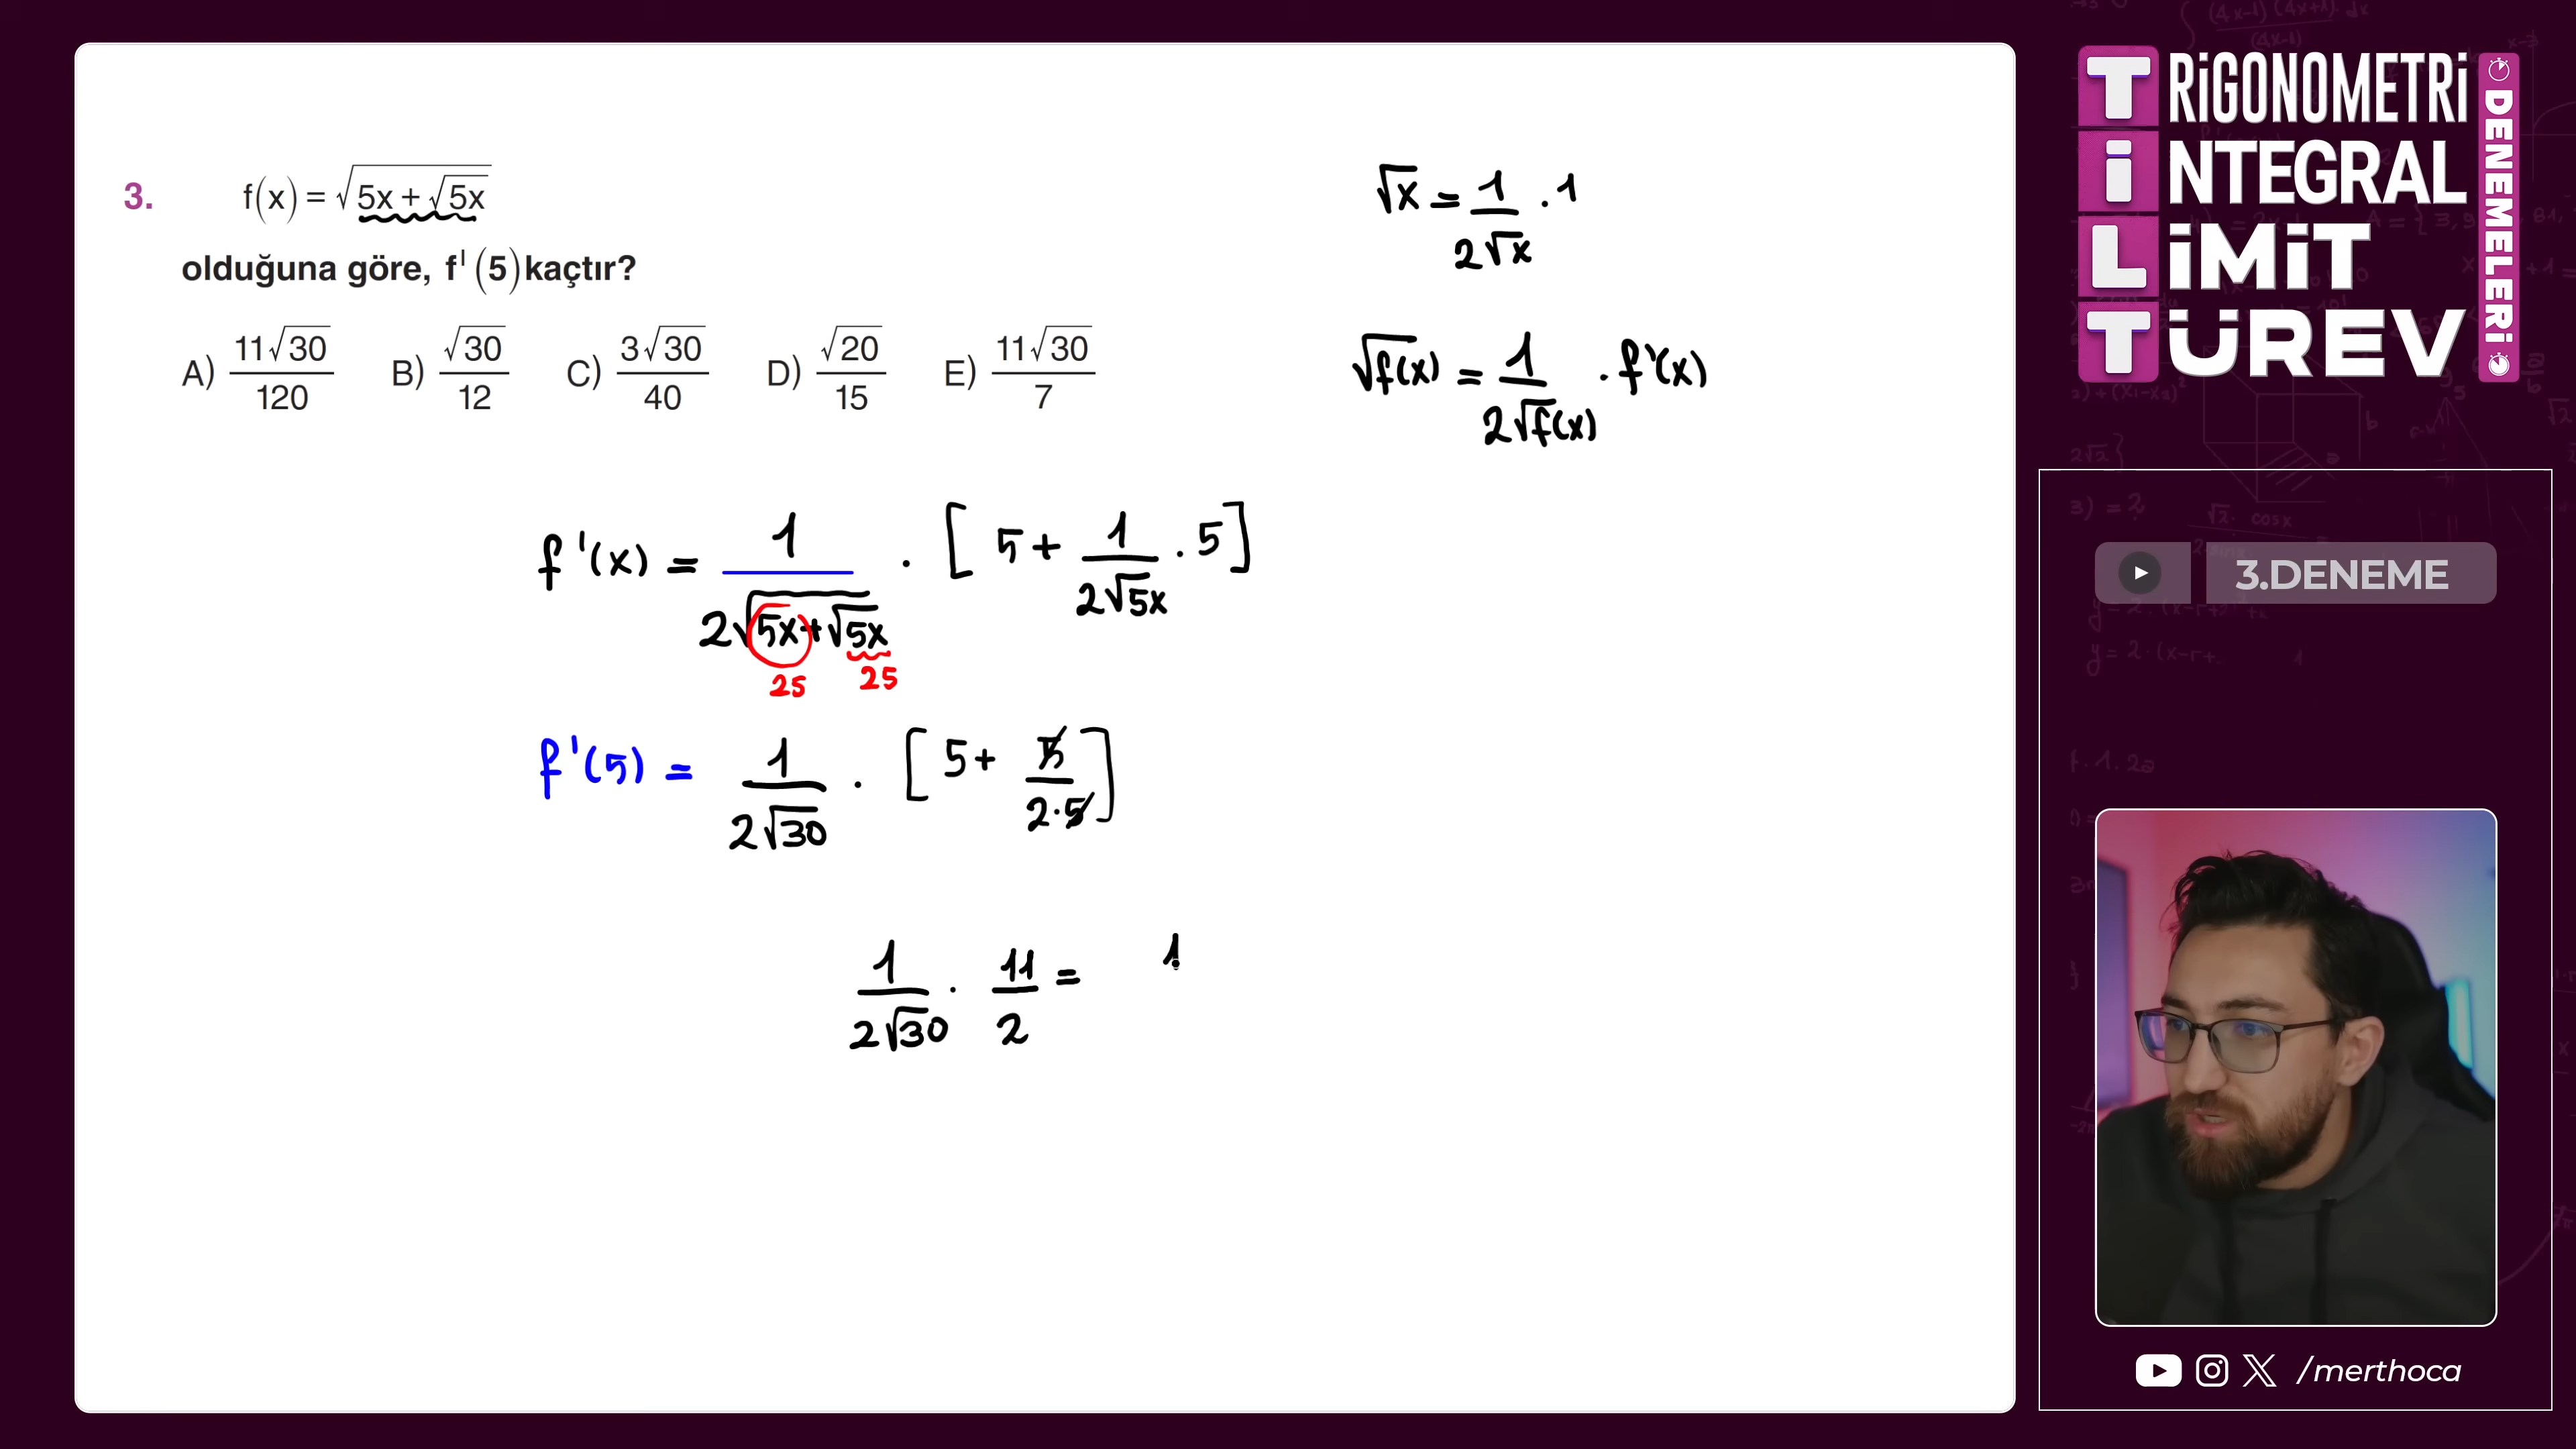 3. f(x) = √(5x + √5x)
olduğuna göre, f'(5) kaçtır?
A) 11√30/120 B) √30/12 C) 3√30/40 D) √20/15 E) 11√30/7
√x = 1/(2√x) . 1
√f(x) = 1/(2√f(x)) . f'(x)
f'(x) = 1/(2√(5x+√5x)) . [5 + 1/(2√5x) . 5]
25 25
f'(5) = 1/(2√30) . [5 + 5/(2.5)]
1/(2√30) . 11/2 = 1
TRiGONOMETRi
iNTEGRAL
LiMiT
TÜREV
DENEMELERi
3.DENEME
/merthoca